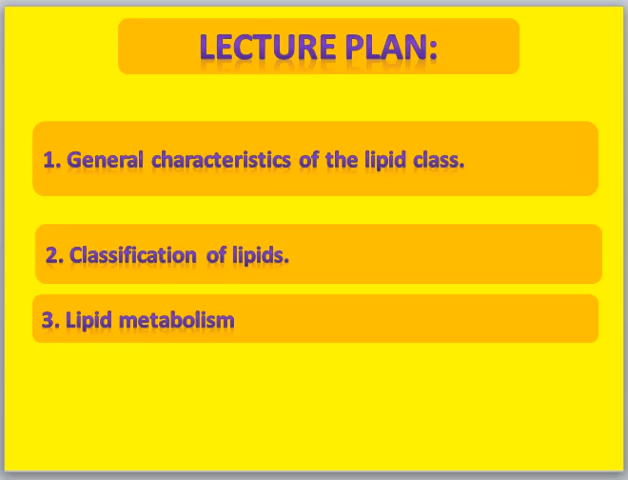 LECTURE PLAN:
1. General characteristics of the lipid class.
2. Classification of lipids.
3. Lipid metabolism